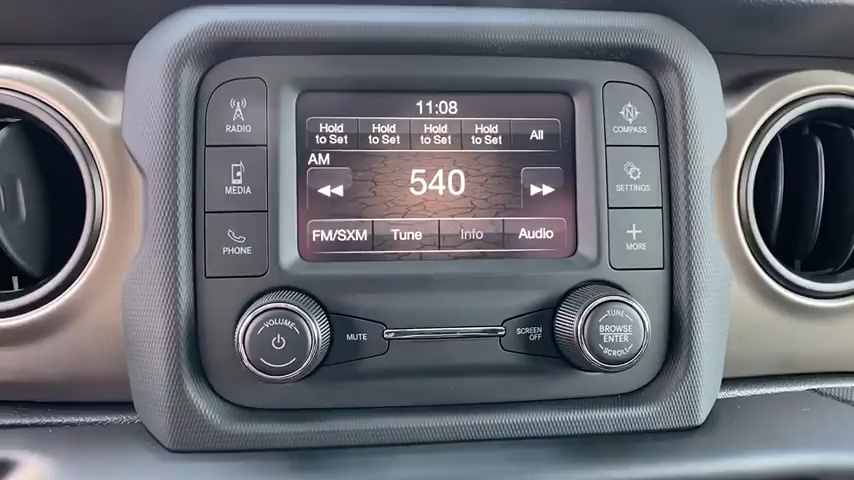 11:08
RADIO
Hold to Set
Hold to Set
Hold to Set
Hold to Set
All
N
COMPASS
AM
MEDIA
540
SETTINGS
PHONE
FM/SXM
Tune
Info
Audio
MORE
VOLUME
MUTE
SCREEN
OFF
TUNE
BROWSE
ENTER
SCROLL